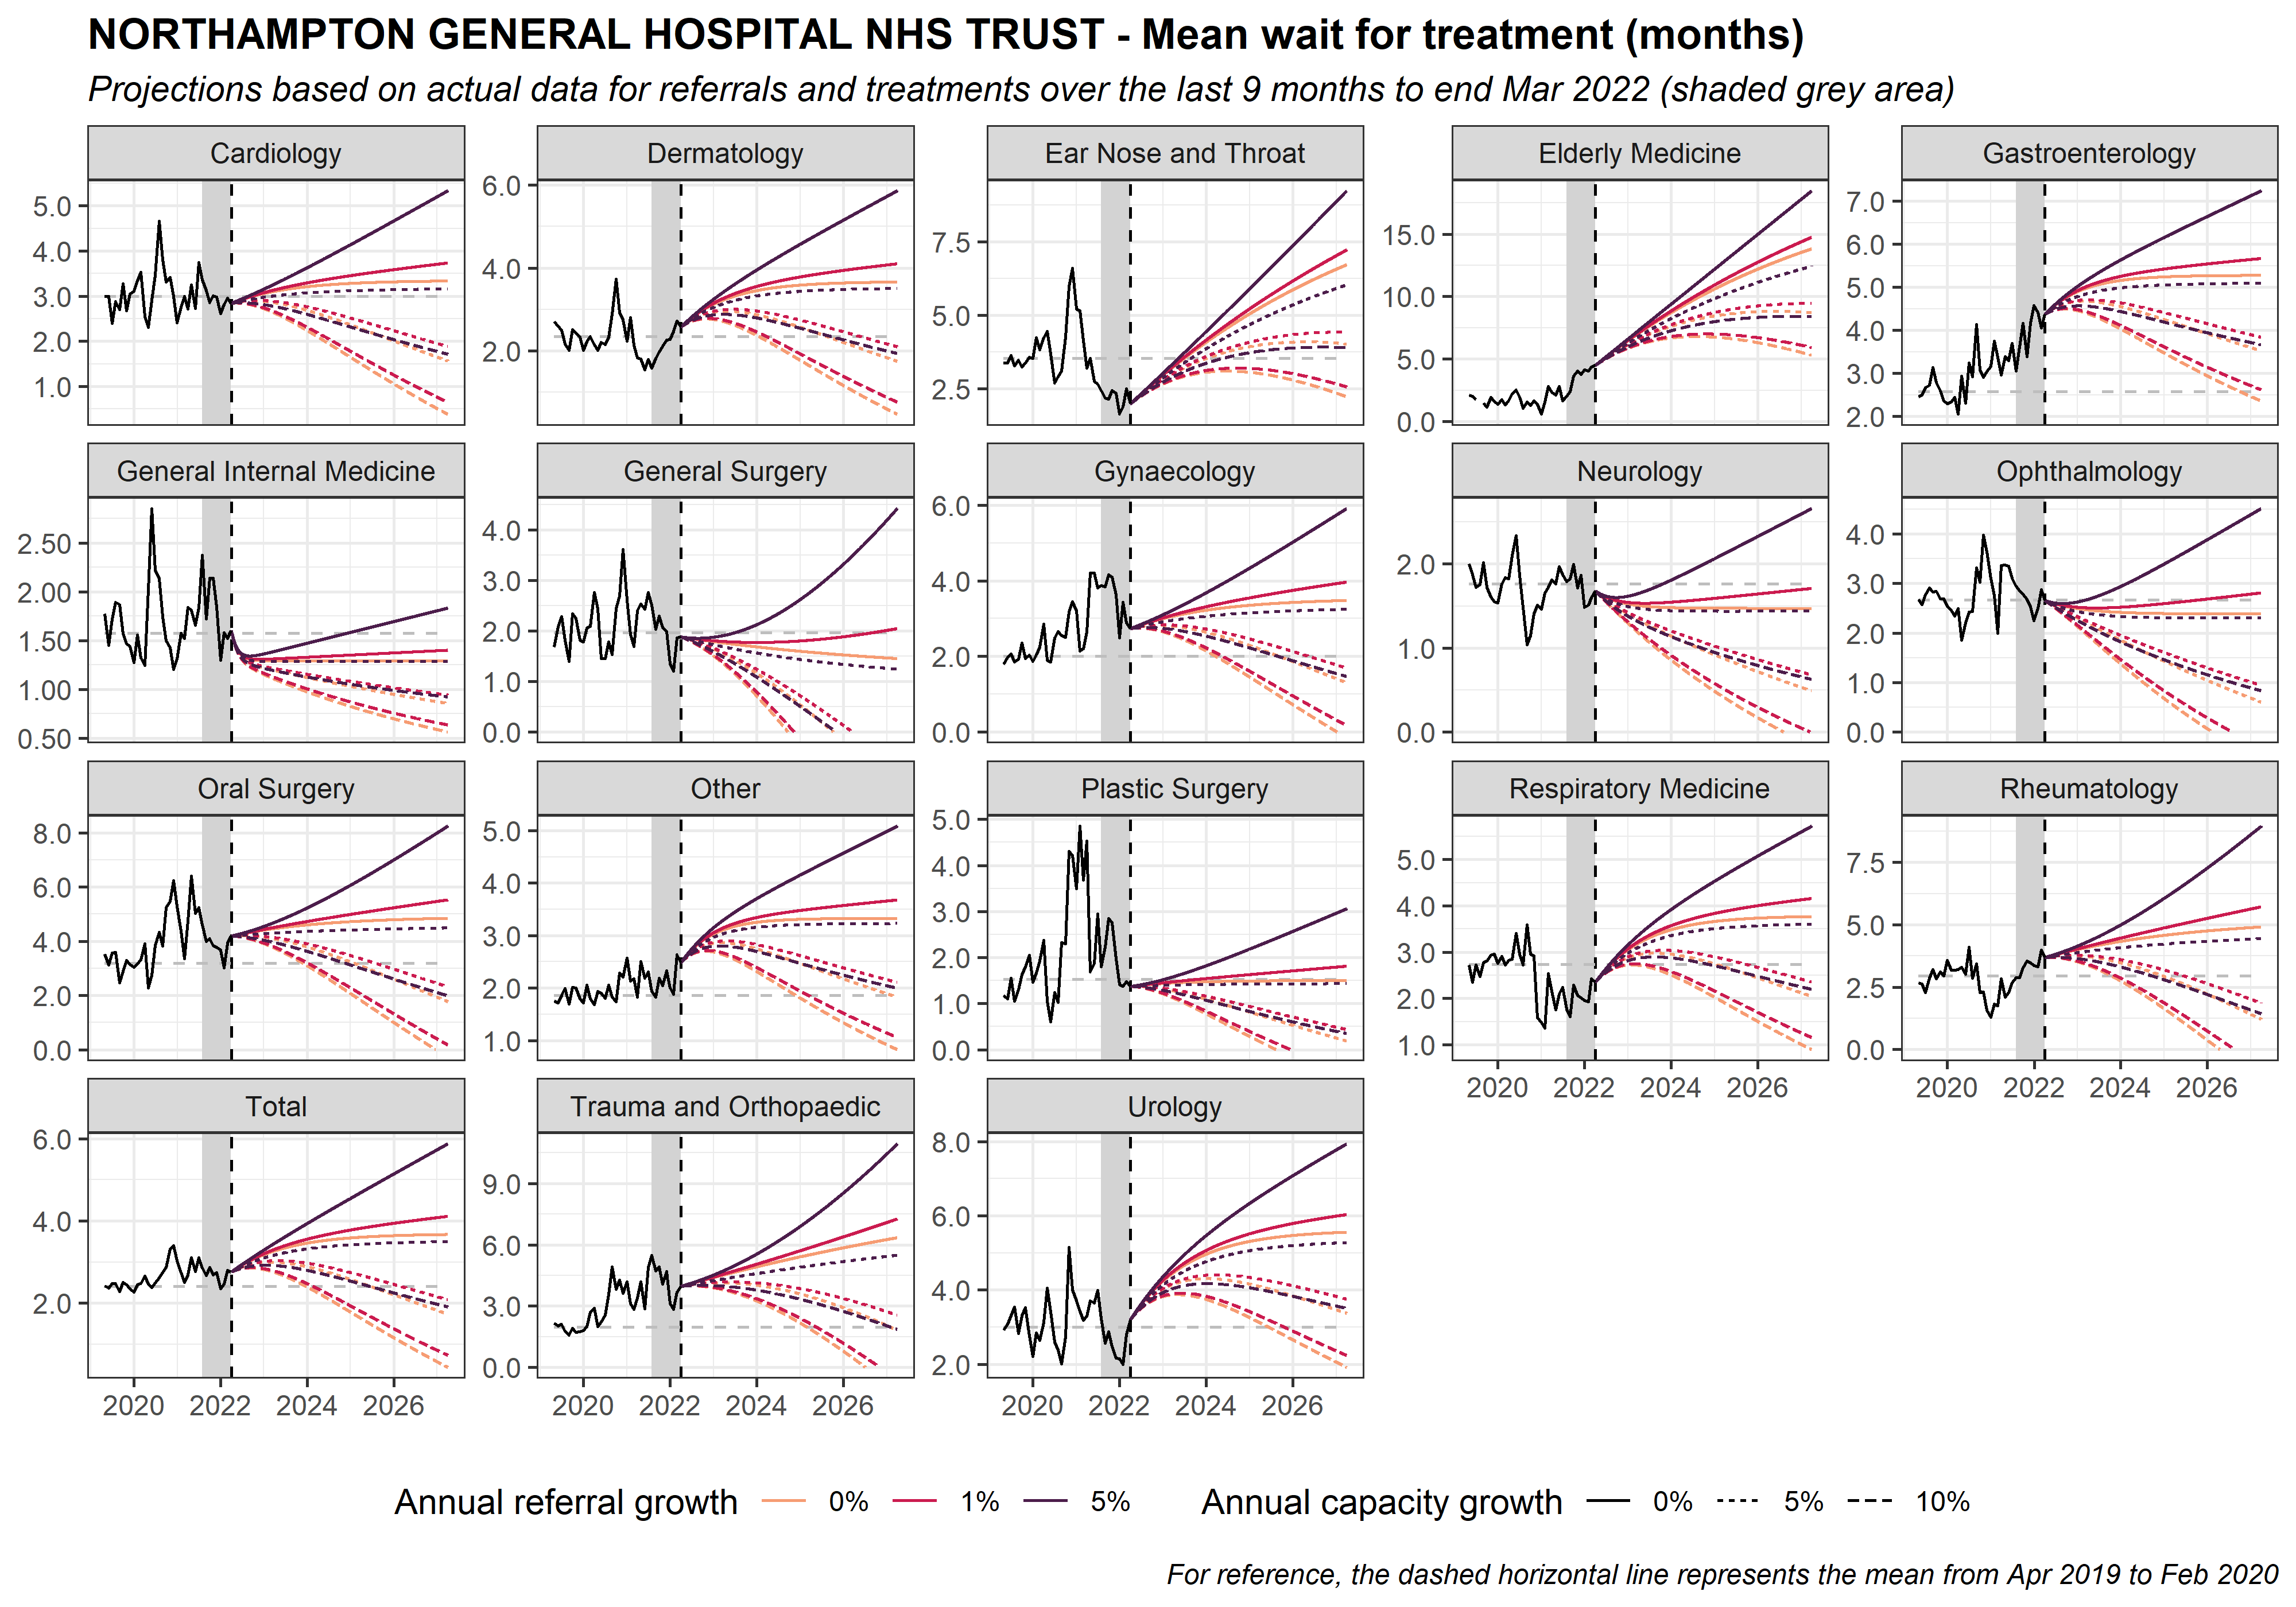 NORTHAMPTON GENERAL HOSPITAL NHS TRUST - Mean wait for treatment (months)
Projections based on actual data for referrals and treatments over the last 9 months to end Mar 2022 (shaded grey area)
Cardiology
5.0
4.0
3.0
2.0
1.0
Dermatology
6.0
4.0
2.0
Ear Nose and Throat
7.5
5.0
2.5
Elderly Medicine
15.0
10.0
5.0
0.0
Gastroenterology
7.0
6.0
5.0
4.0
3.0
2.0
General Internal Medicine
2.50
2.00
1.50
1.00
0.50
General Surgery
4.0
3.0
2.0
1.0
0.0
Gynaecology
6.0
4.0
2.0
0.0
Neurology
2.0
1.0
0.0
Ophthalmology
4.0
3.0
2.0
1.0
0.0
Oral Surgery
8.0
6.0
4.0
2.0
0.0
Other
5.0
4.0
3.0
2.0
1.0
Plastic Surgery
5.0
4.0
3.0
2.0
1.0
0.0
Respiratory Medicine
5.0
4.0
3.0
2.0
1.0
2020 2022 2024 2026
Rheumatology
7.5
5.0
2.5
0.0
2020 2022 2024 2026
Total
6.0
4.0
2.0
2020 2022 2024 2026
Trauma and Orthopaedic
9.0
6.0
3.0
0.0
2020 2022 2024 2026
Urology
8.0
6.0
4.0
2.0
2020 2022 2024 2026
Annual referral growth 0% 1% 5% Annual capacity growth 0% 5% 10%
For reference, the dashed horizontal line represents the mean from Apr 2019 to Feb 2020